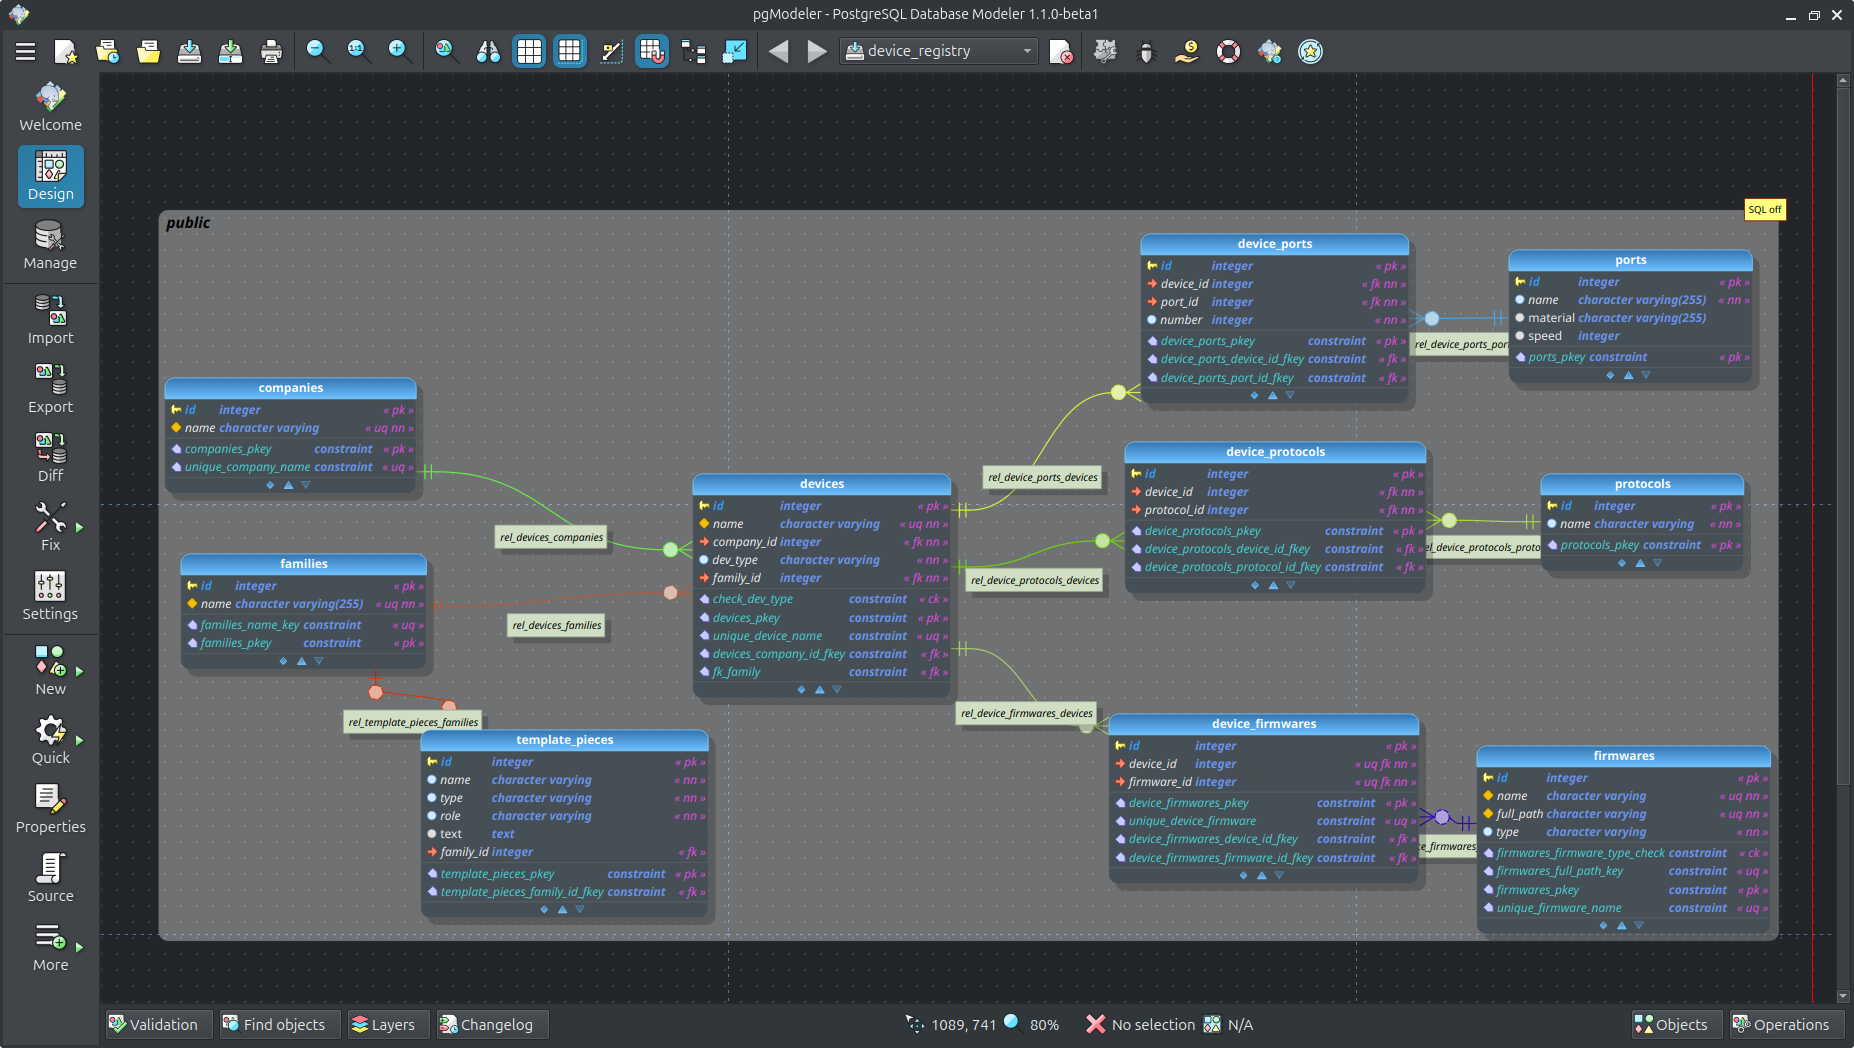 pgModeler - PostgreSQL Database Modeler 1.1.0-beta1
1:1
device_registry
Welcome
Design
Manage
Import
Export
Diff
Fix
Settings
New
Quick
Properties
Source
More
public
SQL off
device_ports
id integer « pk »
device_id integer « fk nn »
port_id integer « fk nn »
number integer « nn »
device_ports_pkey constraint « pk »
device_ports_device_id_fkey constraint « fk »
device_ports_port_id_fkey constraint « fk »
ports
id integer « pk »
name character varying(255) « nn »
material character varying(255)
speed integer
ports_pkey constraint « pk »
rel_device_ports_port
companies
id integer « pk »
name character varying « uq nn »
companies_pkey constraint « pk »
unique_company_name constraint « uq »
rel_device_ports_devices
device_protocols
id integer « pk »
device_id integer « fk nn »
protocol_id integer « fk nn »
device_protocols_pkey constraint « pk »
device_protocols_device_id_fkey constraint « fk »
device_protocols_protocol_id_fkey constraint « fk »
protocols
id integer « pk »
name character varying « nn »
protocols_pkey constraint « pk »
el_device_protocols_proto
devices
id integer « pk »
name character varying « uq nn »
company_id integer « fk nn »
dev_type character varying « nn »
family_id integer « fk nn »
check_dev_type constraint « ck »
devices_pkey constraint « pk »
unique_device_name constraint « uq »
devices_company_id_fkey constraint « fk »
fk_family constraint « fk »
rel_devices_companies
rel_device_protocols_devices
families
id integer « pk »
name character varying(255) « uq nn »
families_name_key constraint « uq »
families_pkey constraint « pk »
rel_devices_families
rel_template_pieces_families
rel_device_firmwares_devices
template_pieces
id integer « pk »
name character varying « nn »
type character varying « nn »
role character varying « nn »
text text
family_id integer « fk »
template_pieces_pkey constraint « pk »
template_pieces_family_id_fkey constraint « fk »
device_firmwares
id integer « pk »
device_id integer « uq fk nn »
firmware_id integer « uq fk nn »
device_firmwares_pkey constraint « pk »
unique_device_firmware constraint « uq »
device_firmwares_device_id_fkey constraint « fk »
device_firmwares_firmware_id_fkey constraint « fk »
ce_firmwares
firmwares
id integer « pk »
name character varying « uq nn »
full_path character varying « uq nn »
type character varying « nn »
firmwares_firmware_type_check constraint « ck »
firmwares_full_path_key constraint « uq »
firmwares_pkey constraint « pk »
unique_firmware_name constraint « uq »
Validation
Find objects
Layers
Changelog
1089, 741
80%
No selection
N/A
Objects
Operations